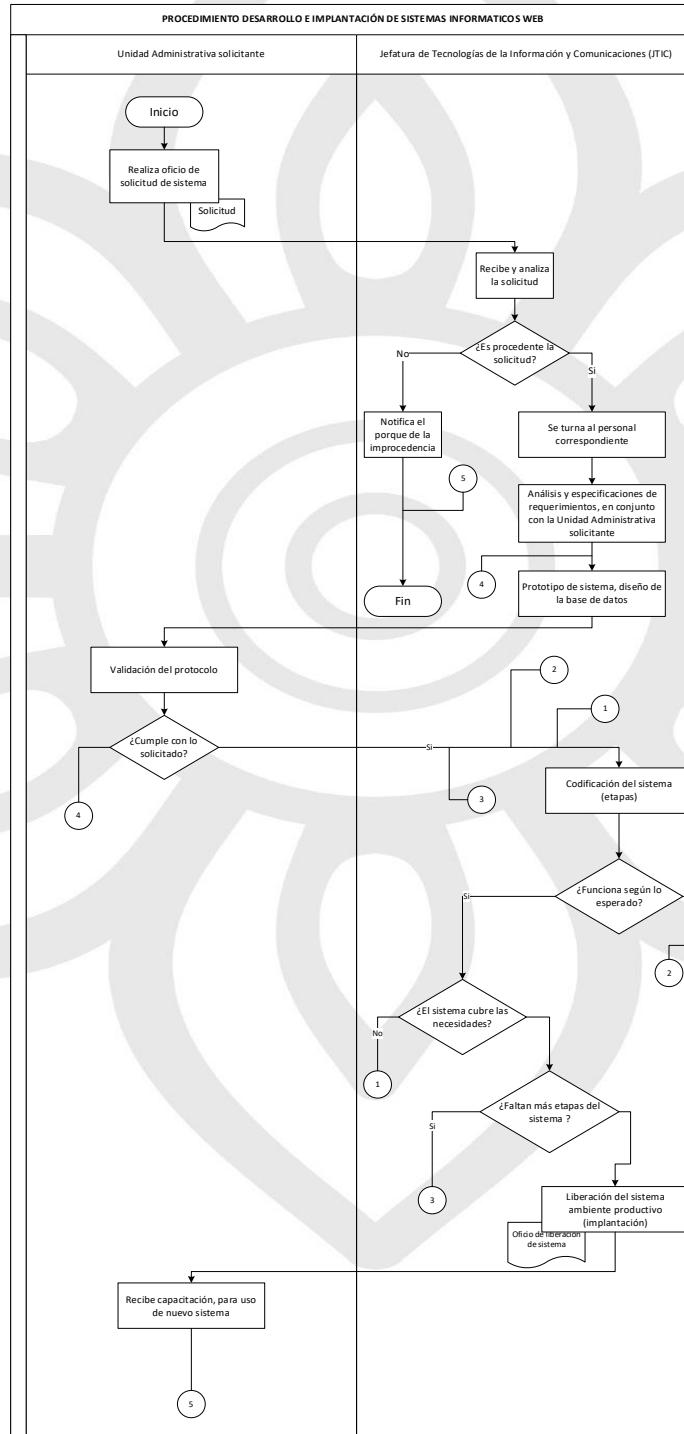 PROCEDIMIENTO DESARROLLO E IMPLANTACIÓN DE SISTEMAS INFORMATICOS WEB
Unidad Administrativa solicitante
Jefatura de Tecnologías de la Información y Comunicaciones (JTIC)
Inicio
Realiza oficio de
solicitud de sistema
Solicitud
Recibe y analiza
la solicitud
¿Es procedente la
solicitud?
No
Si
Notifica el
porque de la
improcedencia
Se turna al personal
correspondiente
5
Análisis y especificaciones de
requerimientos, en conjunto
con la Unidad Administrativa
solicitante
4
Fin
Prototipo de sistema, diseño de
la base de datos
Validación del protocolo
2
1
¿Cumple con lo
solicitado?
Si
4
3
Codificación del sistema
(etapas)
¿Funciona según lo
esperado?
Si
2
¿El sistema cubre las
necesidades?
No
1
¿Faltan más etapas del
sistema ?
Si
3
Liberación del sistema
ambiente productivo
(implantación)
Oficio de liberación
de sistema
Recibe capacitación, para uso
de nuevo sistema
5